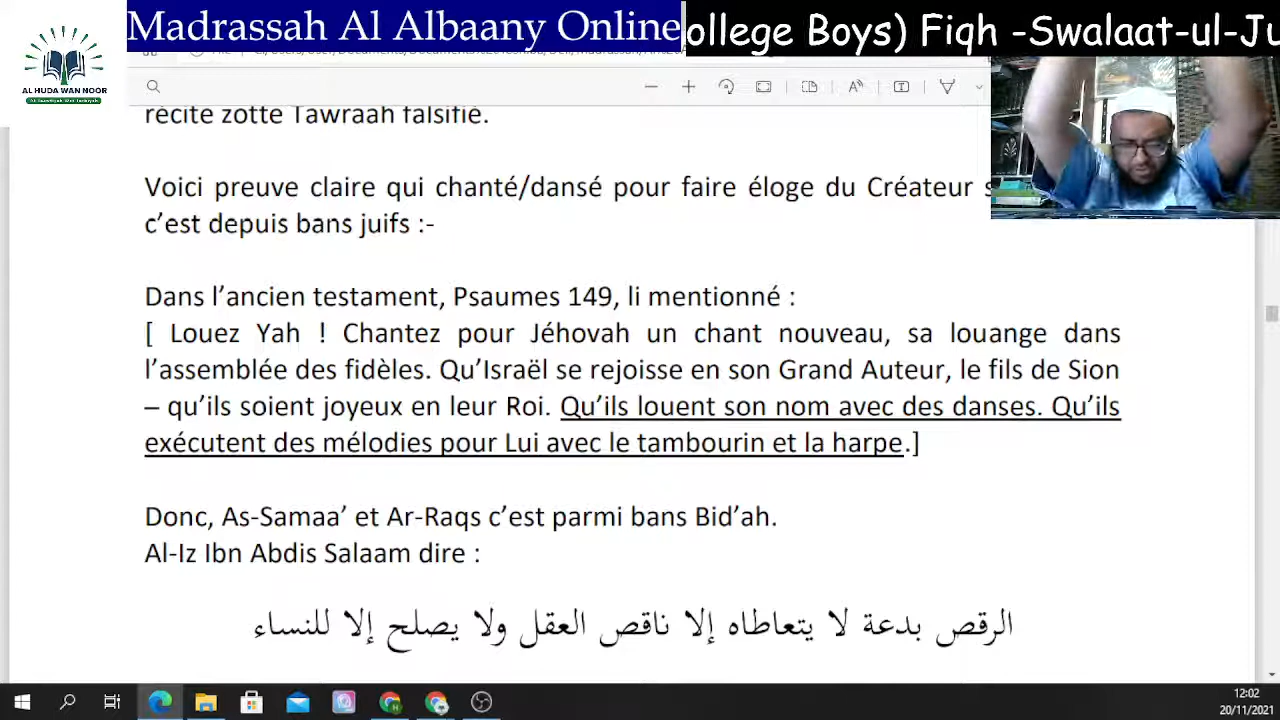 Madrassah Al Albaany Online
ollege Boys) Fiqh -Swalaat-ul-Ju
AL HUDA WAN NOOR
récite zotte Tawraah falsifié.
Voici preuve claire qui chanté/dansé pour faire éloge du Créateur s
c’est depuis bans juifs :-
Dans l’ancien testament, Psaumes 149, li mentionné :
[ Louez Yah ! Chantez pour Jéhovah un chant nouveau, sa louange dans
l’assemblée des fidèles. Qu’Israël se rejoisse en son Grand Auteur, le fils de Sion
– qu’ils soient joyeux en leur Roi. Qu’ils louent son nom avec des danses. Qu’ils
exécutent des mélodies pour Lui avec le tambourin et la harpe.]
Donc, As-Samaa’ et Ar-Raqs c’est parmi bans Bid’ah.
Al-Iz Ibn Abdis Salaam dire :
الرقص بدعة لا يتعاطاه إلا ناقص العقل ولا يصلح إلا للنساء
12:02
20/11/2021